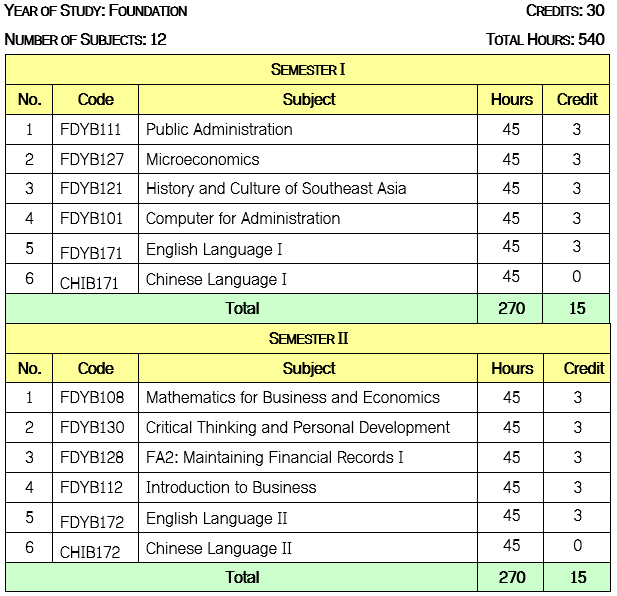 YEAR OF STUDY: FOUNDATION CREDITS: 30
NUMBER OF SUBJECTS: 12 TOTAL HOURS: 540
SEMESTER I
No. Code Subject Hours Credit
1 FDYB111 Public Administration 45 3
2 FDYB127 Microeconomics 45 3
3 FDYB121 History and Culture of Southeast Asia 45 3
4 FDYB101 Computer for Administration 45 3
5 FDYB171 English Language I 45 3
6 CHIB171 Chinese Language I 45 0
Total 270 15
SEMESTER II
No. Code Subject Hours Credit
1 FDYB108 Mathematics for Business and Economics 45 3
2 FDYB130 Critical Thinking and Personal Development 45 3
3 FDYB128 FA2: Maintaining Financial Records I 45 3
4 FDYB112 Introduction to Business 45 3
5 FDYB172 English Language II 45 3
6 CHIB172 Chinese Language II 45 0
Total 270 15